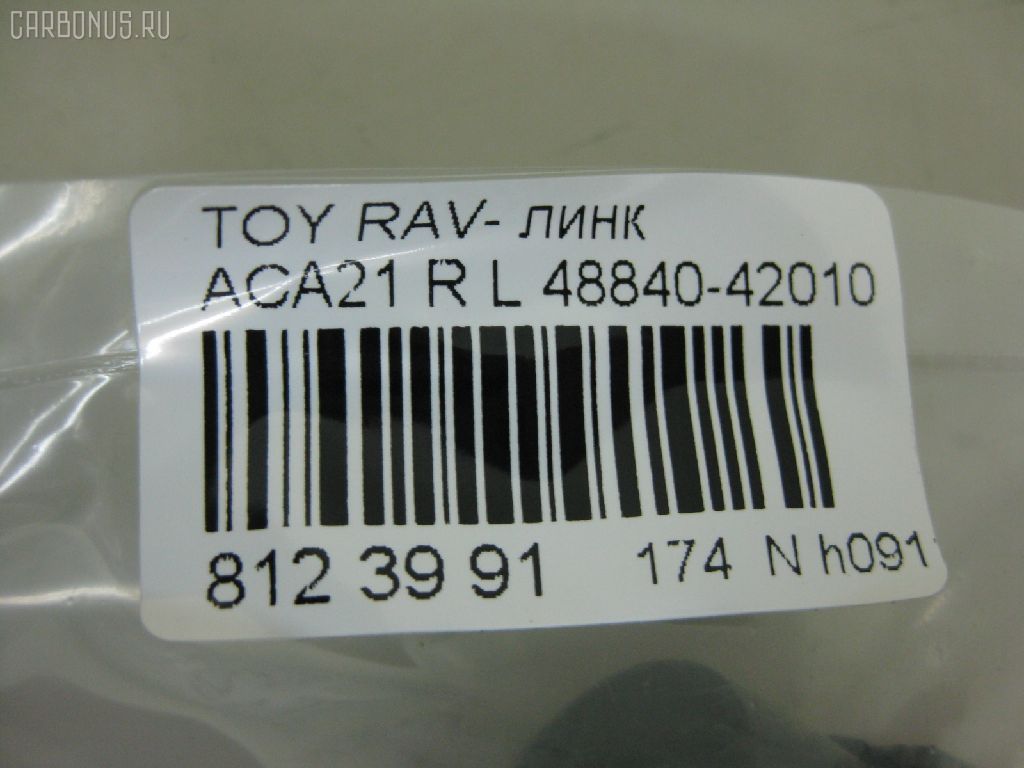 CARBONUS.RU
TOY RAV- линк
ACA21 R L 48840-42010
812 39 91 174 N h091